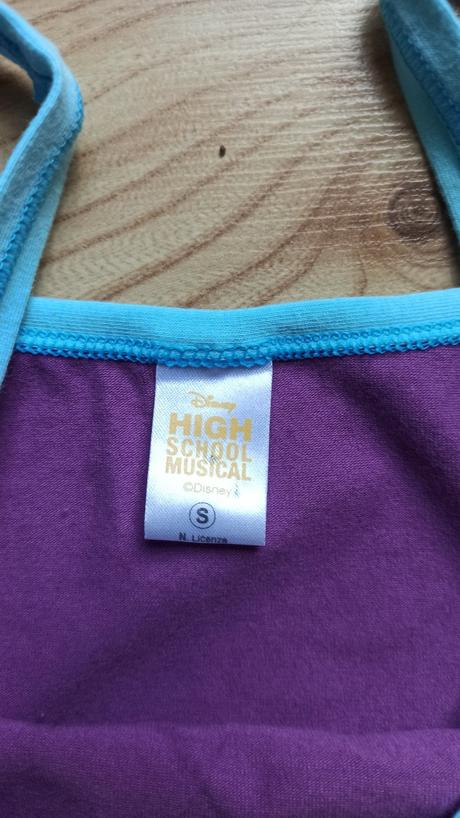 Disney
HIGH
SCHOOL
MUSICAL
©Disney
S
N. Licenza